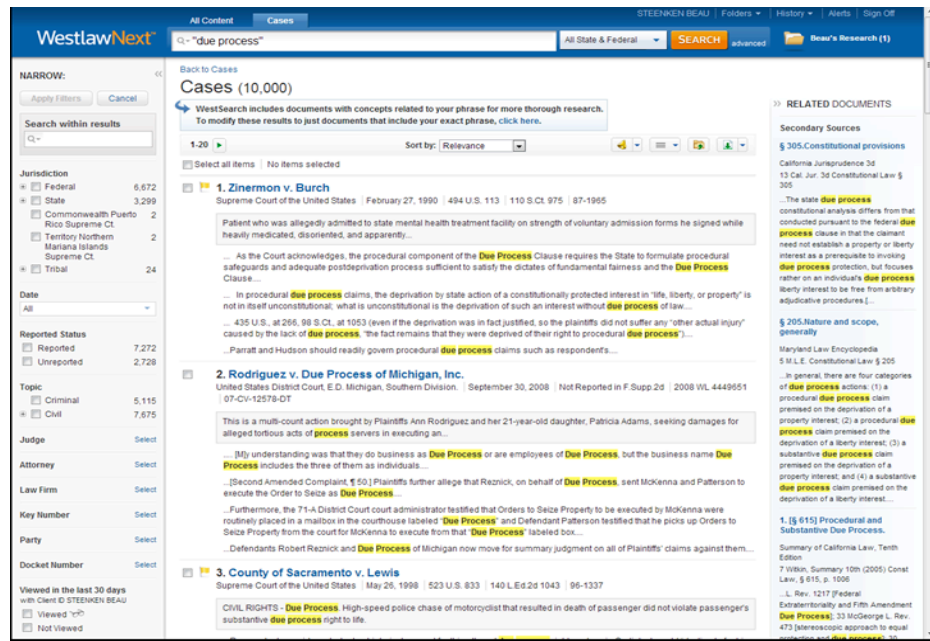 STEENKEN BEAU | Folders | History | Alerts | Sign Off
All Content Cases
WestlawNext
"due process"
All State & Federal
SEARCH
advanced
Beau's Research (1)
NARROW:
Apply Filters Cancel
Search within results
Jurisdiction
Federal 6,672
State 3,299
Commonwealth Puerto 2
Rico Supreme Ct.
Territory Northern 2
Mariana Islands
Supreme Ct.
Tribal 24
Date
All
Reported Status
Reported 7,272
Unreported 2,728
Topic
Criminal 5,115
Civil 7,675
Judge Select
Attorney Select
Law Firm Select
Key Number Select
Party Select
Docket Number Select
Viewed in the last 30 days
with Client ID STEENKEN BEAU
Viewed
Not Viewed
Back to Cases
Cases (10,000)
WestSearch includes documents with concepts related to your phrase for more thorough research.
To modify these results to just documents that include your exact phrase, click here.
1-20
Sort by: Relevance
Select all items | No items selected
1. Zinermon v. Burch
Supreme Court of the United States | February 27, 1990 | 494 U.S. 113 | 110 S.Ct. 975 | 87-1965
Patient who was allegedly admitted to state mental health treatment facility on strength of voluntary admission forms he signed while
heavily medicated, disoriented, and apparently...
... As the Court acknowledges, the procedural component of the Due Process Clause requires the State to formulate procedural
safeguards and adequate postdeprivation process sufficient to satisfy the dictates of fundamental fairness and the Due Process
Clause....
... In procedural due process claims, the deprivation by state action of a constitutionally protected interest in "life, liberty, or property" is
not in itself unconstitutional; what is unconstitutional is the deprivation of such an interest without due process of law....
... 435 U.S., at 266, 98 S.Ct., at 1053 (even if the deprivation was in fact justified, so the plaintiffs did not suffer any "other actual injury"
caused by the lack of due process, "the fact remains that they were deprived of their right to procedural due process")....
...Parratt and Hudson should readily govern procedural due process claims such as respondent's....
2. Rodriguez v. Due Process of Michigan, Inc.
United States District Court, E.D. Michigan, Southern Division. | September 30, 2008 | Not Reported in F.Supp.2d | 2008 WL 4449651
| 07-CV-12578-DT
This is a multi-count action brought by Plaintiffs Ann Rodriguez and her 21-year-old daughter, Patricia Adams, seeking damages for
alleged tortious acts of process servers in executing an...
.... [M]y understanding was that they do business as Due Process or are employees of Due Process, but the business name Due
Process includes the three of them as individuals....
...[Second Amended Complaint, ¶ 50.] Plaintiffs further allege that Reznick, on behalf of Due Process, sent McKenna and Patterson to
execute the Order to Seize as Due Process....
...Furthermore, the 71-A District Court court administrator testified that Orders to Seize Property to be executed by McKenna were
routinely placed in a mailbox in the courthouse labeled "Due Process" and Defendant Patterson testified that he picks up Orders to
Seize Property from the court for McKenna to execute from that "Due Process" labeled box....
...Defendants Robert Reznick and Due Process of Michigan now move for summary judgment on all of Plaintiffs' claims against them....
3. County of Sacramento v. Lewis
Supreme Court of the United States | May 26, 1998 | 523 U.S. 833 | 140 L.Ed.2d 1043 | 96-1337
CIVIL RIGHTS - Due Process. High-speed police chase of motorcyclist that resulted in death of passenger did not violate passenger's
substantive due process right to life.
RELATED DOCUMENTS
Secondary Sources
§ 305.Constitutional provisions
California Jurisprudence 3d
13 Cal. Jur. 3d Constitutional Law §
305
...The state due process
constitutional analysis differs from that
conducted pursuant to the federal due
process clause in that the claimant
need not establish a property or liberty
interest as a prerequisite to invoking
due process protection, but focuses
rather on an individual's due process
liberty interest to be free from arbitrary
adjudicative procedures.[...
§ 205.Nature and scope,
generally
Maryland Law Encyclopedia
5 M.L.E. Constitutional Law § 205
...In general, there are four categories
of due process actions: (1) a
procedural due process claim
premised on the deprivation of a
property interest; (2) a procedural due
process claim premised on the
deprivation of a liberty interest; (3) a
substantive due process claim
premised on the deprivation of a
property interest; and (4) a substantive
due process claim premised on the
deprivation of a liberty interest....
1. [§ 615] Procedural and
Substantive Due Process.
Summary of California Law, Tenth
Edition
7 Witkin, Summary 10th (2005) Const
Law, § 615, p. 1006
...L. Rev. 1217 [Federal
Extraterritoriality and Fifth Amendment
Due Process]; 33 McGeorge L. Rev.
473 [stereoscopic approach to equal
protection and due process]; 30